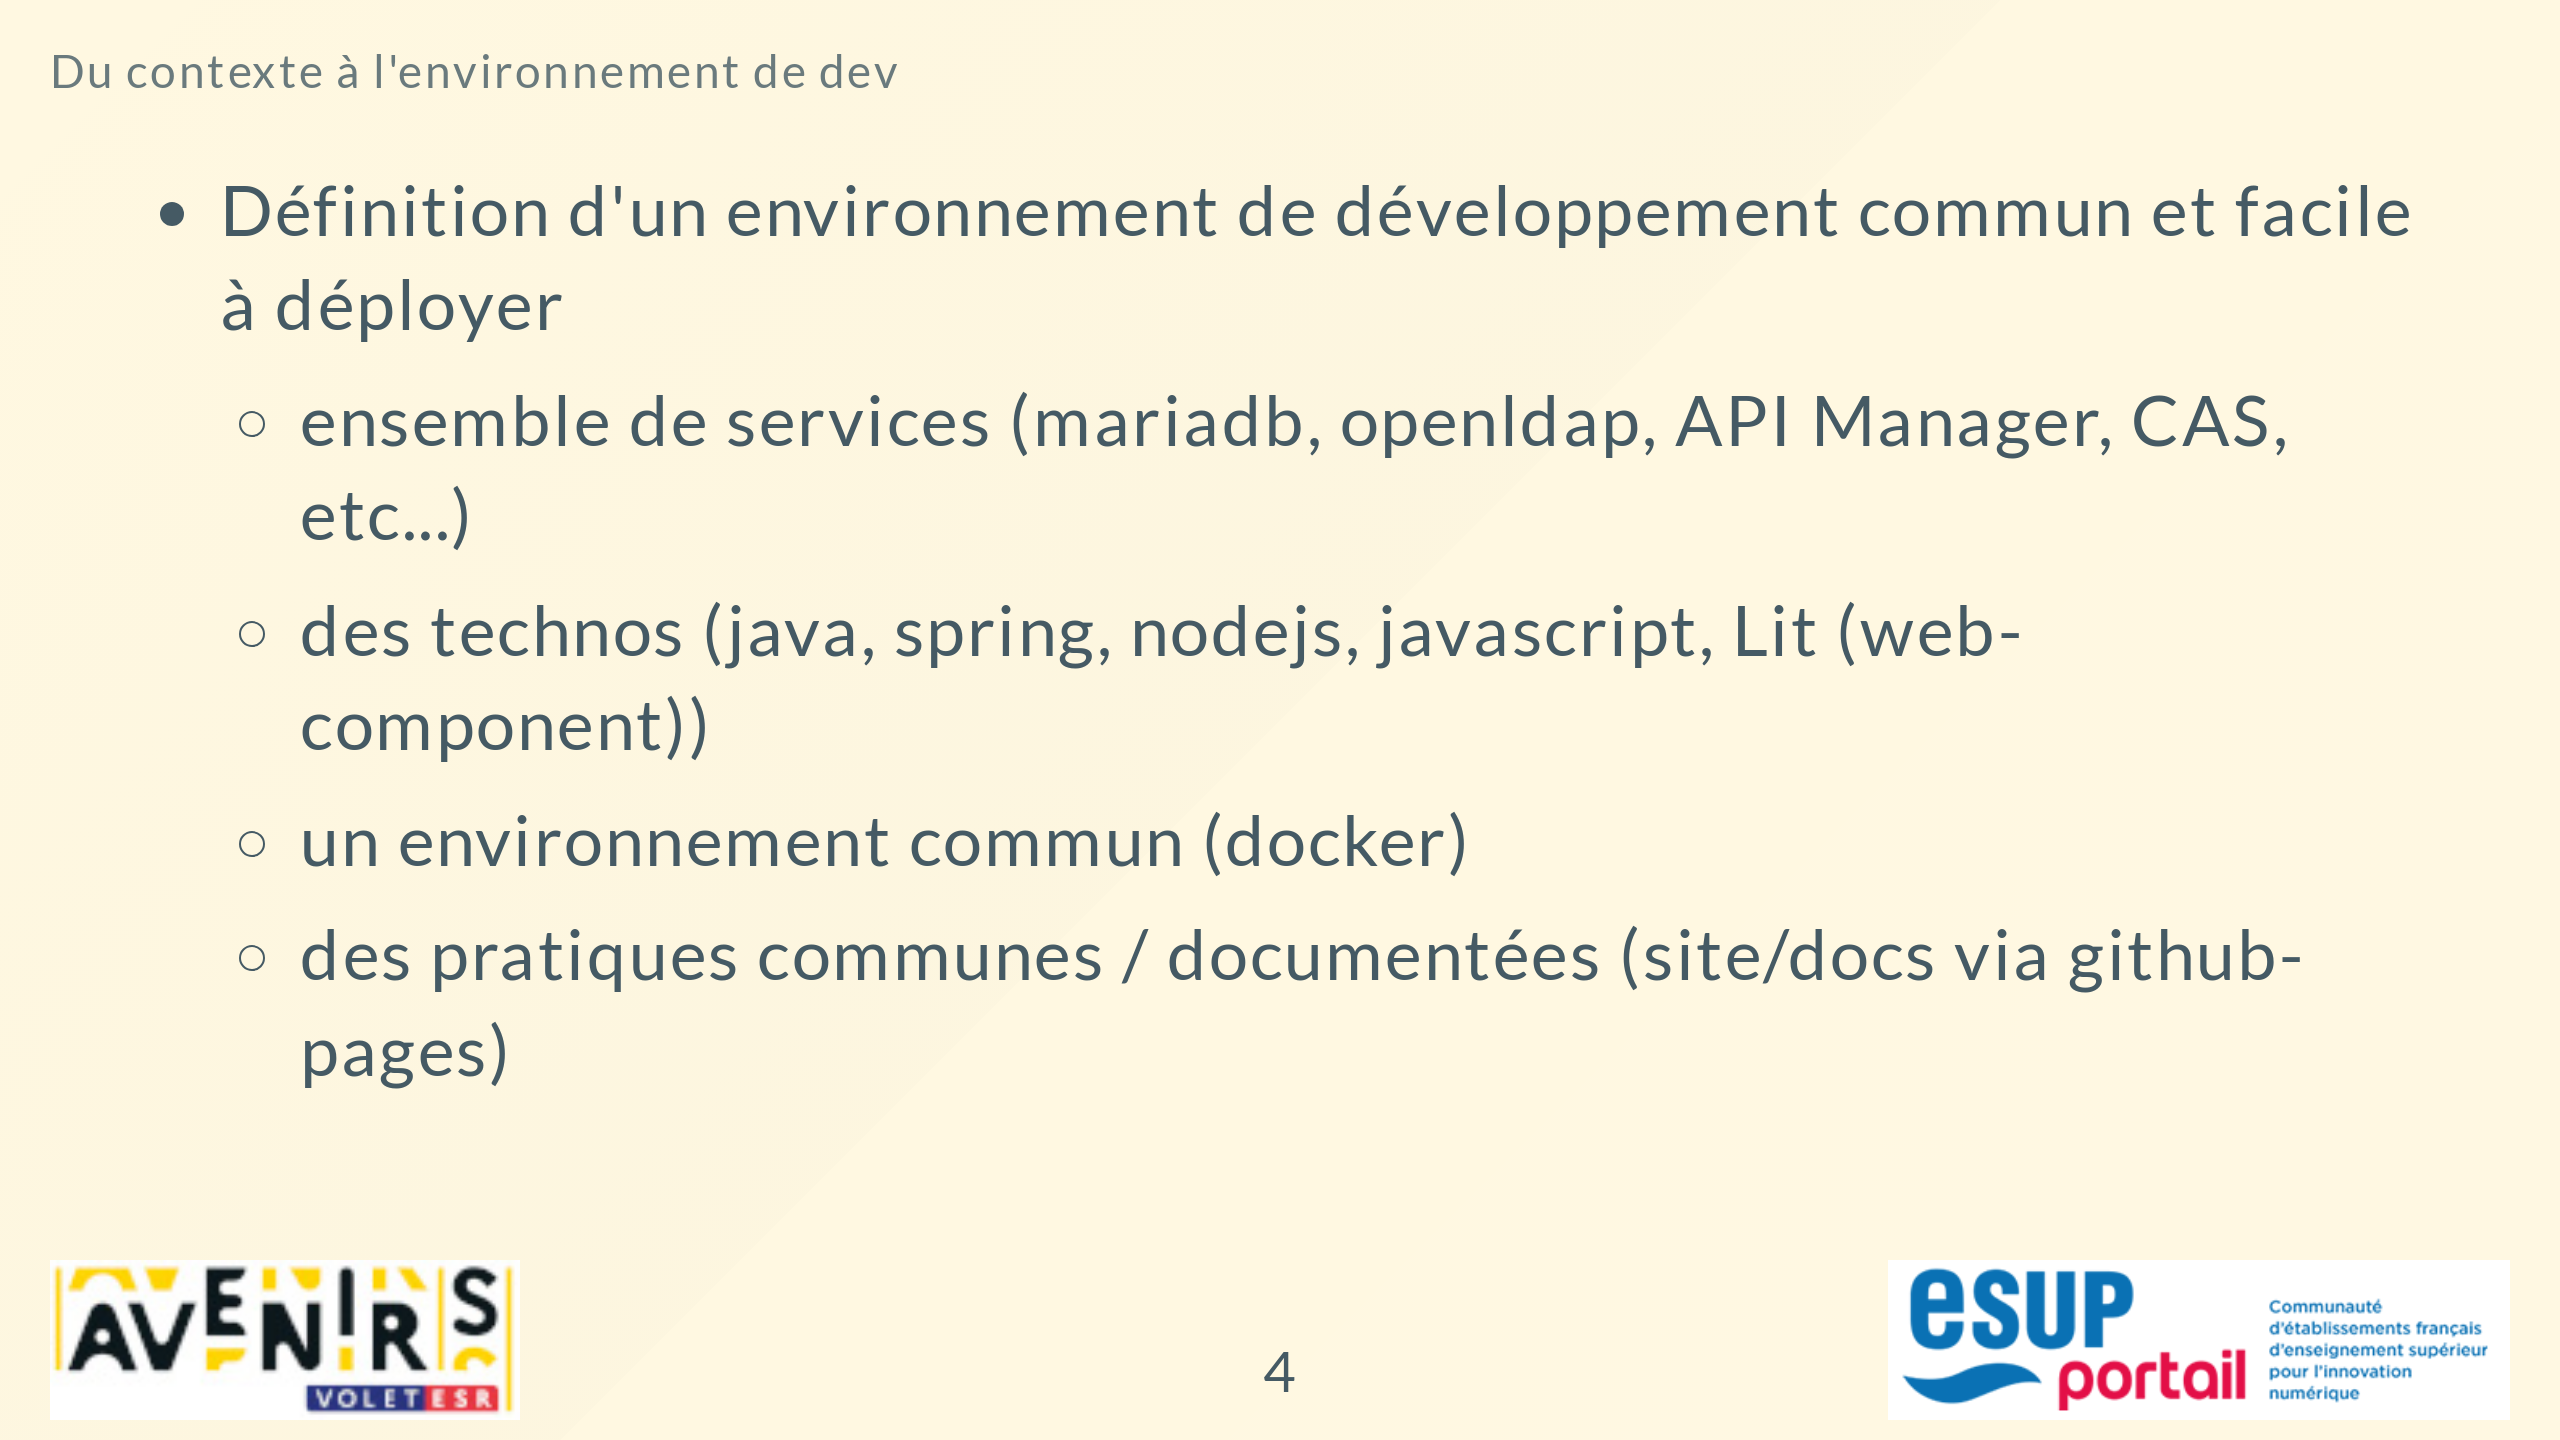 Du contexte à l'environnement de dev
• Définition d'un environnement de développement commun et facile
à déployer
○ ensemble de services (mariadb, openldap, API Manager, CAS,
etc...)
○ des technos (java, spring, nodejs, javascript, Lit (web-
component))
○ un environnement commun (docker)
○ des pratiques communes / documentées (site/docs via github-
pages)
AVENIRS
VOLET ESR
4
esup
portail
Communauté
d'établissements français
d'enseignement supérieur
pour l'innovation
numérique